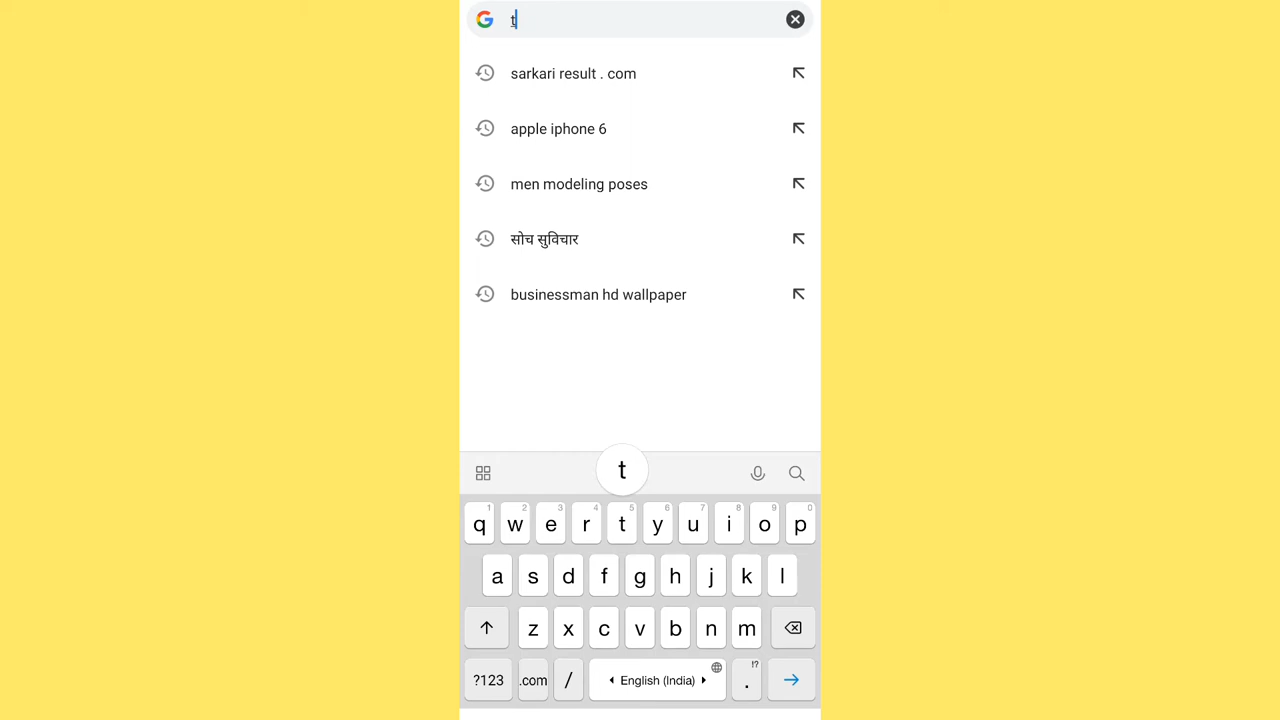 t
sarkari result . com
apple iphone 6
men modeling poses
सोच सुविचार
businessman hd wallpaper
t
1 2 3 4 5 6 7 8 9 0
q w e r t y u i o p
a s d f g h j k l
z x c v b n m
?123 .com / English (India) . !?